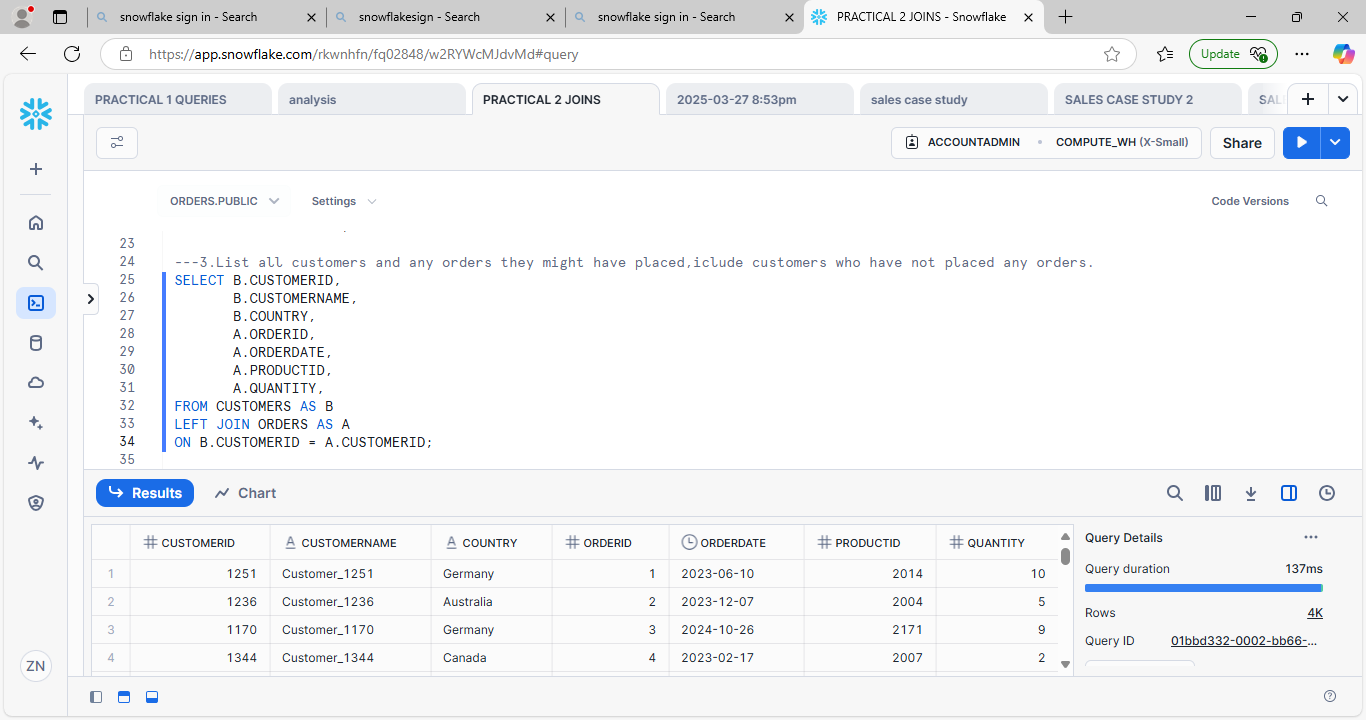 snowflake sign in - Search
snowflakesign - Search
snowflake sign in - Search
PRACTICAL 2 JOINS - Snowflake
https://app.snowflake.com/rkwnhfn/fq02848/w2RYWcMJdvMd#query
Update
PRACTICAL 1 QUERIES
analysis
PRACTICAL 2 JOINS
2025-03-27 8:53pm
sales case study
SALES CASE STUDY 2
SAL
ACCOUNTADMIN
COMPUTE_WH (X-Small)
Share
ORDERS.PUBLIC
Settings
Code Versions
23
24 ---3.List all customers and any orders they might have placed,iclude customers who have not placed any orders.
25 SELECT B.CUSTOMERID,
26 B.CUSTOMERNAME,
27 B.COUNTRY,
28 A.ORDERID,
29 A.ORDERDATE,
30 A.PRODUCTID,
31 A.QUANTITY,
32 FROM CUSTOMERS AS B
33 LEFT JOIN ORDERS AS A
34 ON B.CUSTOMERID = A.CUSTOMERID;
35
Results
Chart
CUSTOMERID CUSTOMERNAME COUNTRY ORDERID ORDERDATE PRODUCTID QUANTITY
1 1251 Customer_1251 Germany 1 2023-06-10 2014 10
2 1236 Customer_1236 Australia 2 2023-12-07 2004 5
3 1170 Customer_1170 Germany 3 2024-10-26 2171 9
4 1344 Customer_1344 Canada 4 2023-02-17 2007 2
Query Details
Query duration 137ms
Rows 4K
Query ID 01bbd332-0002-bb66-...
ZN